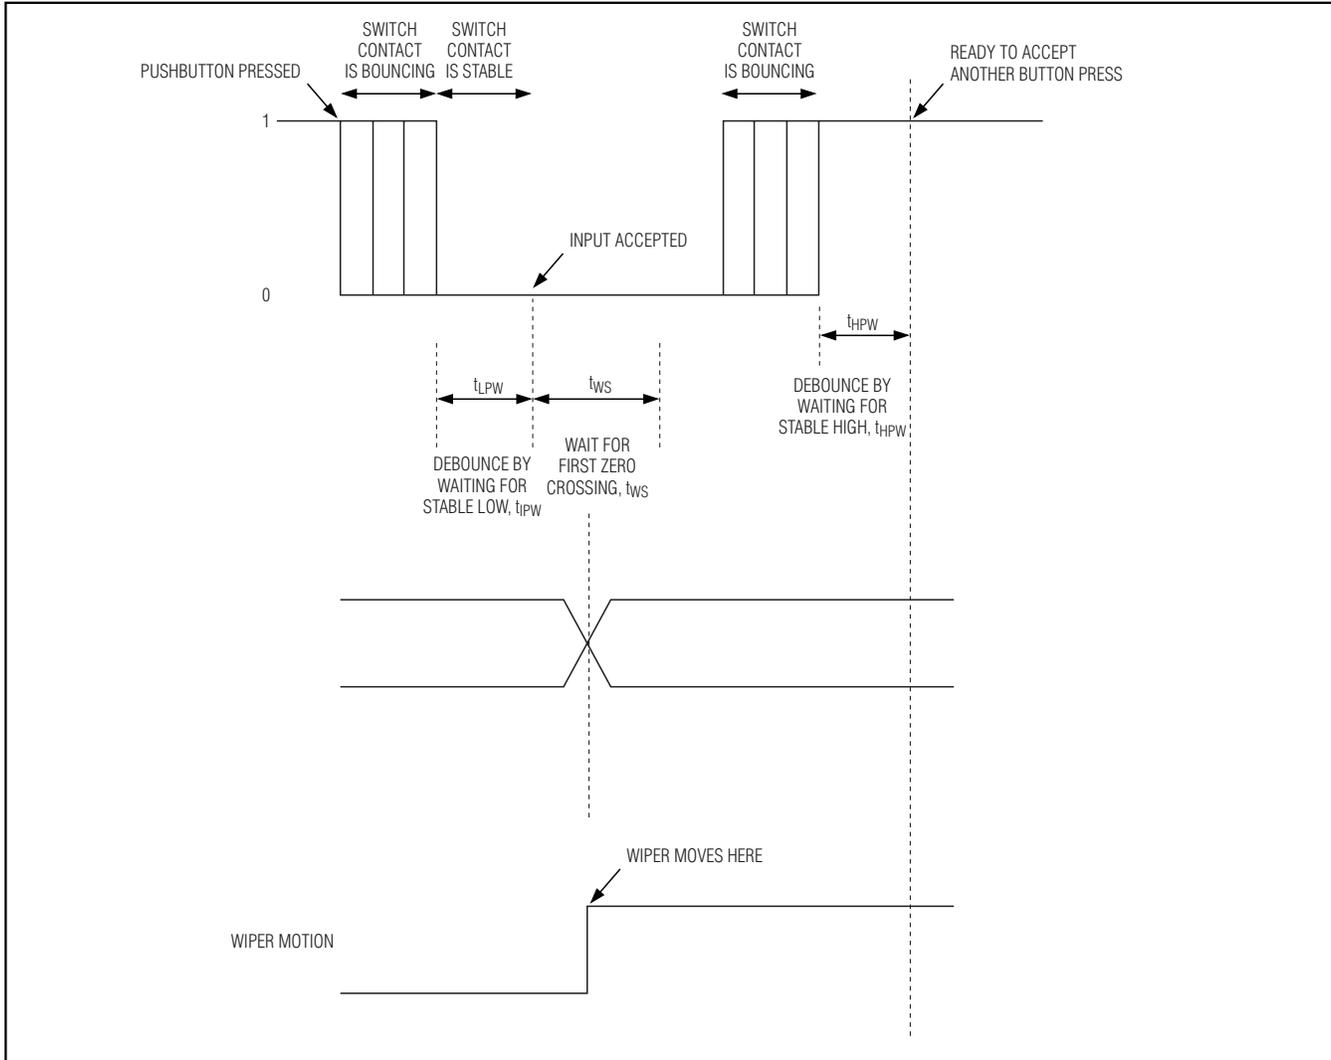 SWITCH
CONTACT
IS BOUNCING
SWITCH
CONTACT
IS STABLE
SWITCH
CONTACT
IS BOUNCING
PUSHBUTTON PRESSED
READY TO ACCEPT
ANOTHER BUTTON PRESS
1
INPUT ACCEPTED
0
tHPW
tLPW
tWS
DEBOUNCE BY
WAITING FOR
STABLE HIGH, tHPW
DEBOUNCE BY
WAITING FOR
STABLE LOW, tlPW
WAIT FOR
FIRST ZERO
CROSSING, tWS
WIPER MOVES HERE
WIPER MOTION